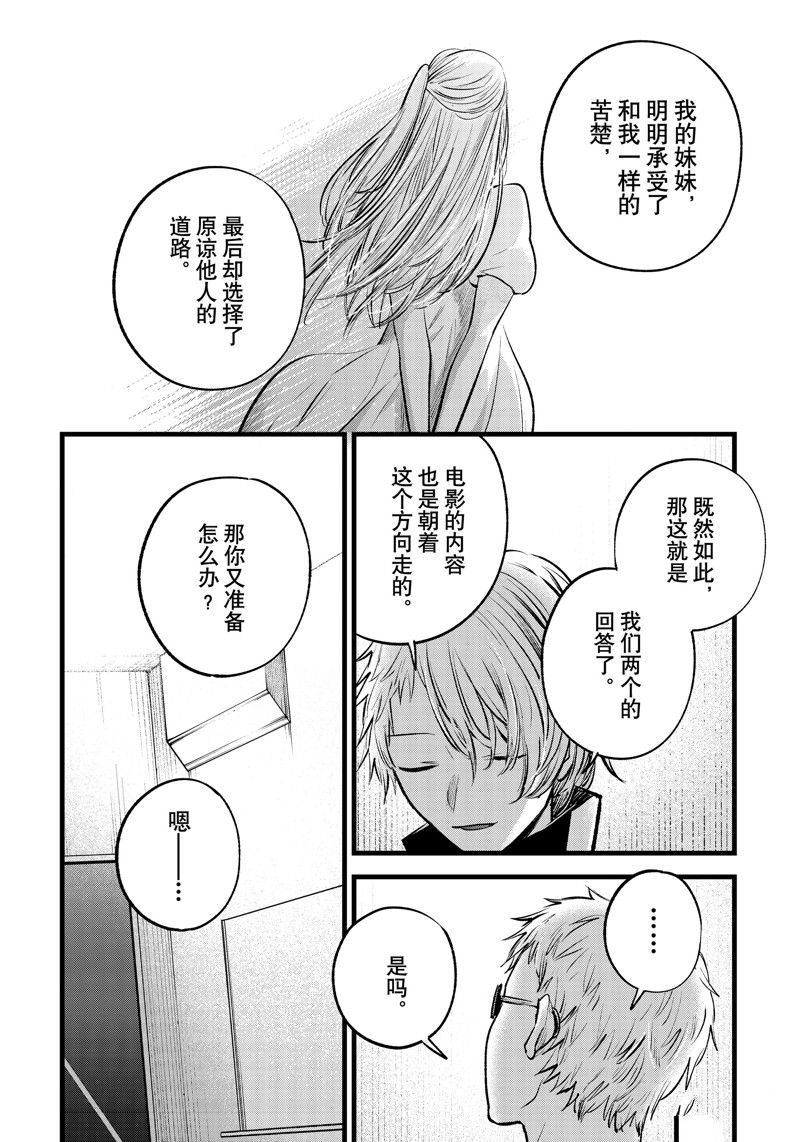 我的妹妹，
明明承受了
和我一样的
苦楚，
最后却选择了
原谅他人的
道路。
既然如此，
那这就是
我们两个的
回答了。
电影的内容
也是朝着
这个方向走的。
……
是吗。
那你又准备
怎么办？
嗯——…